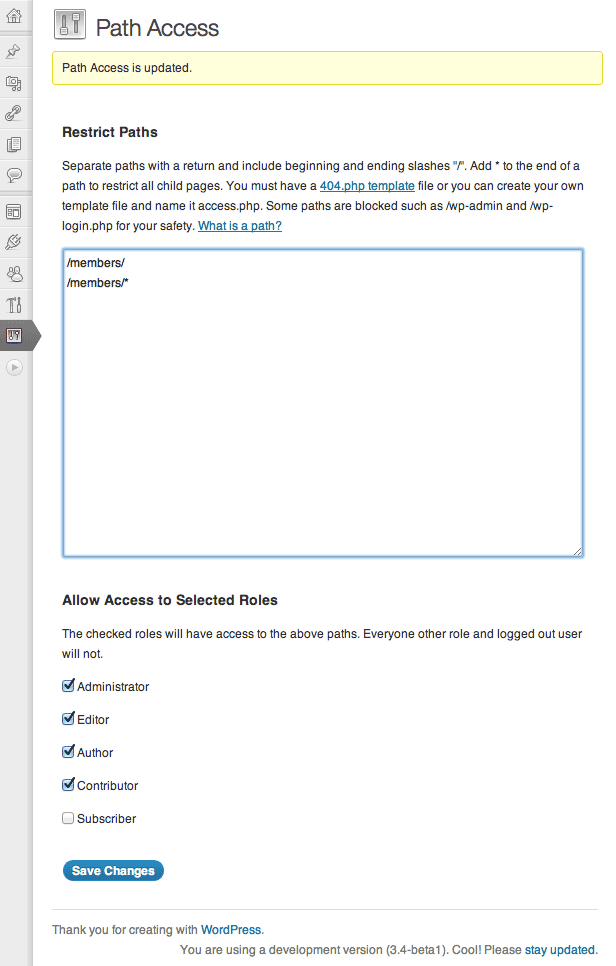 Path Access
Path Access is updated.
Restrict Paths
Separate paths with a return and include beginning and ending slashes "/". Add * to the end of a
path to restrict all child pages. You must have a 404.php template file or you can create your own
template file and name it access.php. Some paths are blocked such as /wp-admin and /wp-
login.php for your safety. What is a path?
/members/
/members/*
Allow Access to Selected Roles
The checked roles will have access to the above paths. Everyone other role and logged out user
will not.
Administrator
Editor
Author
Contributor
Subscriber
Save Changes
Thank you for creating with WordPress.
You are using a development version (3.4-beta1). Cool! Please stay updated.